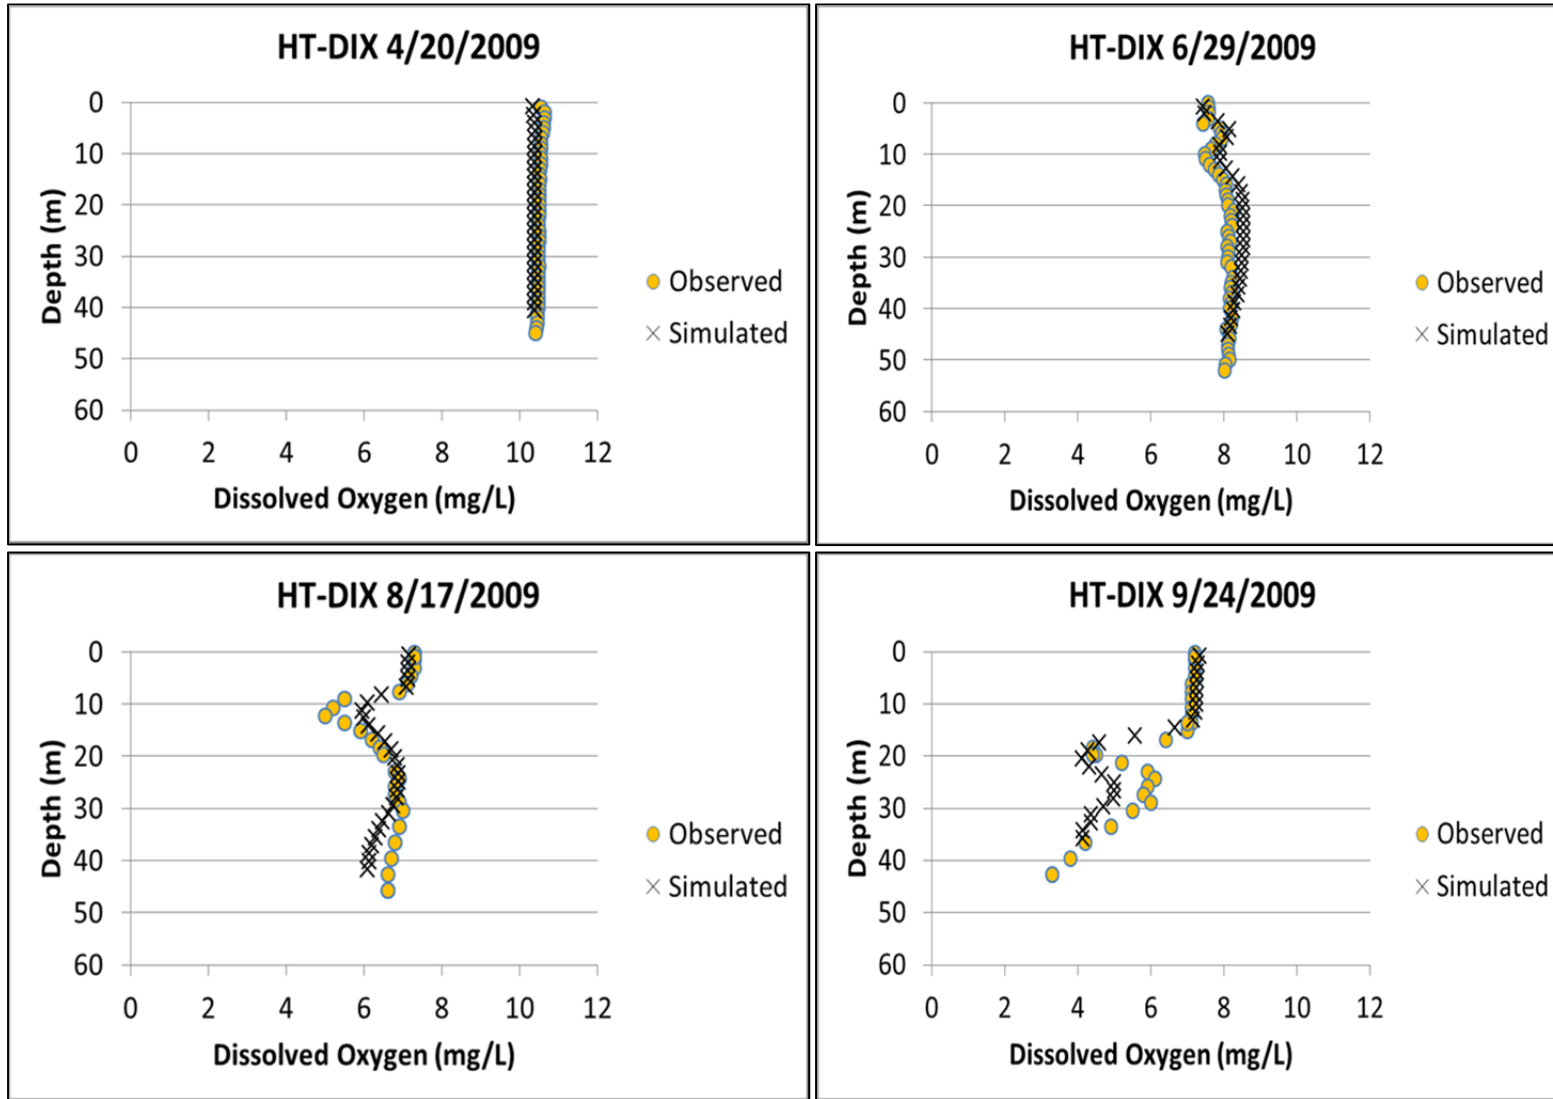 HT-DIX 4/20/2009
0
10
20
30
40
50
60
Depth (m)
0 2 4 6 8 10 12
Dissolved Oxygen (mg/L)
Observed
Simulated
HT-DIX 6/29/2009
0
10
20
30
40
50
60
Depth (m)
0 2 4 6 8 10 12
Dissolved Oxygen (mg/L)
Observed
Simulated
HT-DIX 8/17/2009
0
10
20
30
40
50
60
Depth (m)
0 2 4 6 8 10 12
Dissolved Oxygen (mg/L)
Observed
Simulated
HT-DIX 9/24/2009
0
10
20
30
40
50
60
Depth (m)
0 2 4 6 8 10 12
Dissolved Oxygen (mg/L)
Observed
Simulated